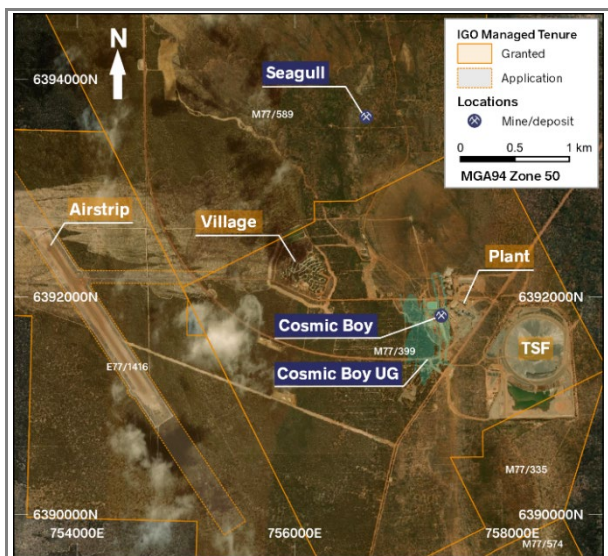 N
IGO Managed Tenure
Granted
Application
Locations
Mine/deposit
0 0.5 1 km
MGA94 Zone 50
6394000N
Seagull
M77/589
Airstrip
Village
Plant
6392000N
6392000N
Cosmic Boy
TSF
M77/399
E77/1416
Cosmic Boy UG
M77/335
6390000N
6390000N
754000E
756000E
758000E
M77/574